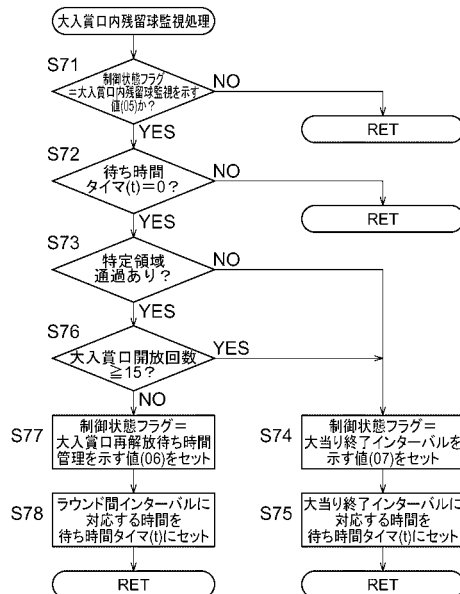 大入賞口内残留球監視処理
S71
制御状態フラグ
=大入賞口内残留球監視を示す
値(05)か?
NO
RET
YES
S72
待ち時間
タイマ(t)=0?
NO
RET
YES
S73
特定領域
通過あり?
NO
YES
S76
大入賞口開放回数
≧15?
YES
NO
S77
制御状態フラグ=
大入賞口再解放待ち時間
管理を示す値(06)をセット
S74
制御状態フラグ=
大当り終了インターバルを
示す値(07)をセット
S78
ラウンド間インターバルに
対応する時間を
待ち時間タイマ(t)にセット
S75
大当り終了インターバルに
対応する時間を
待ち時間タイマ(t)にセット
RET
RET